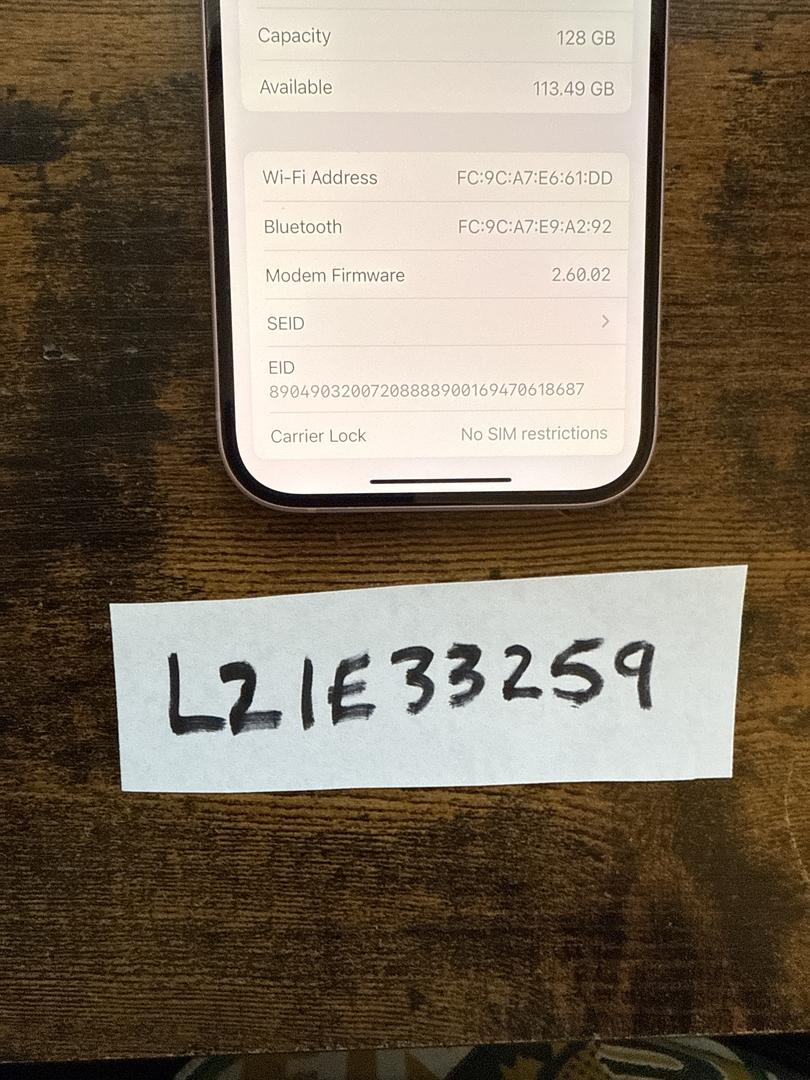 Capacity 128 GB
Available 113.49 GB
Wi-Fi Address FC:9C:A7:E6:61:DD
Bluetooth FC:9C:A7:E9:A2:92
Modem Firmware 2.60.02
SEID
EID
89049032007208888900169470618687
Carrier Lock No SIM restrictions
L21E33259